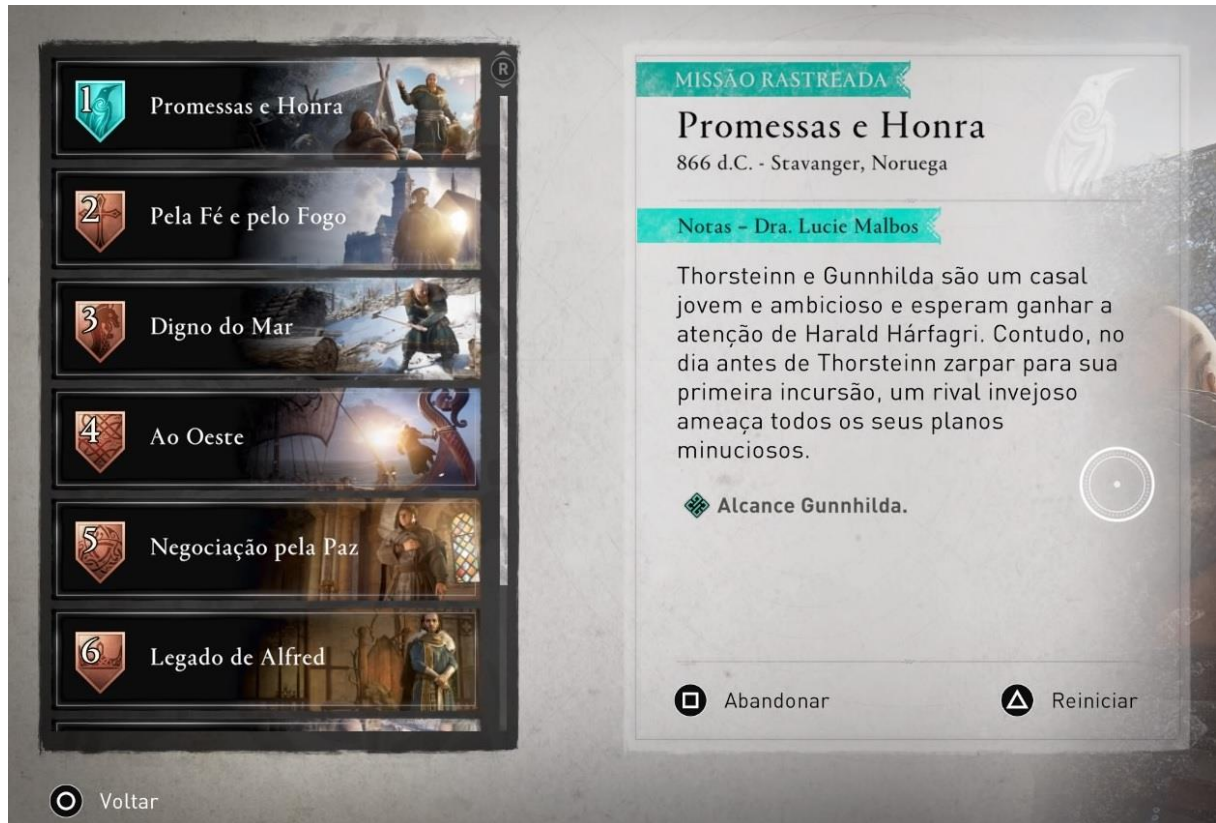 R
1
Promessas e Honra
2
Pela Fé e pelo Fogo
3
Digno do Mar
4
Ao Oeste
5
Negociação pela Paz
6
Legado de Alfred
Voltar
MISSÃO RASTREADA
Promessas e Honra
866 d.C. - Stavanger, Noruega
Notas – Dra. Lucie Malbos
Thorsteinn e Gunnhilda são um casal
jovem e ambicioso e esperam ganhar a
atenção de Harald Hárfagri. Contudo, no
dia antes de Thorsteinn zarpar para sua
primeira incursão, um rival invejoso
ameaça todos os seus planos
minuciosos.
Alcance Gunnhilda.
Abandonar
Reiniciar